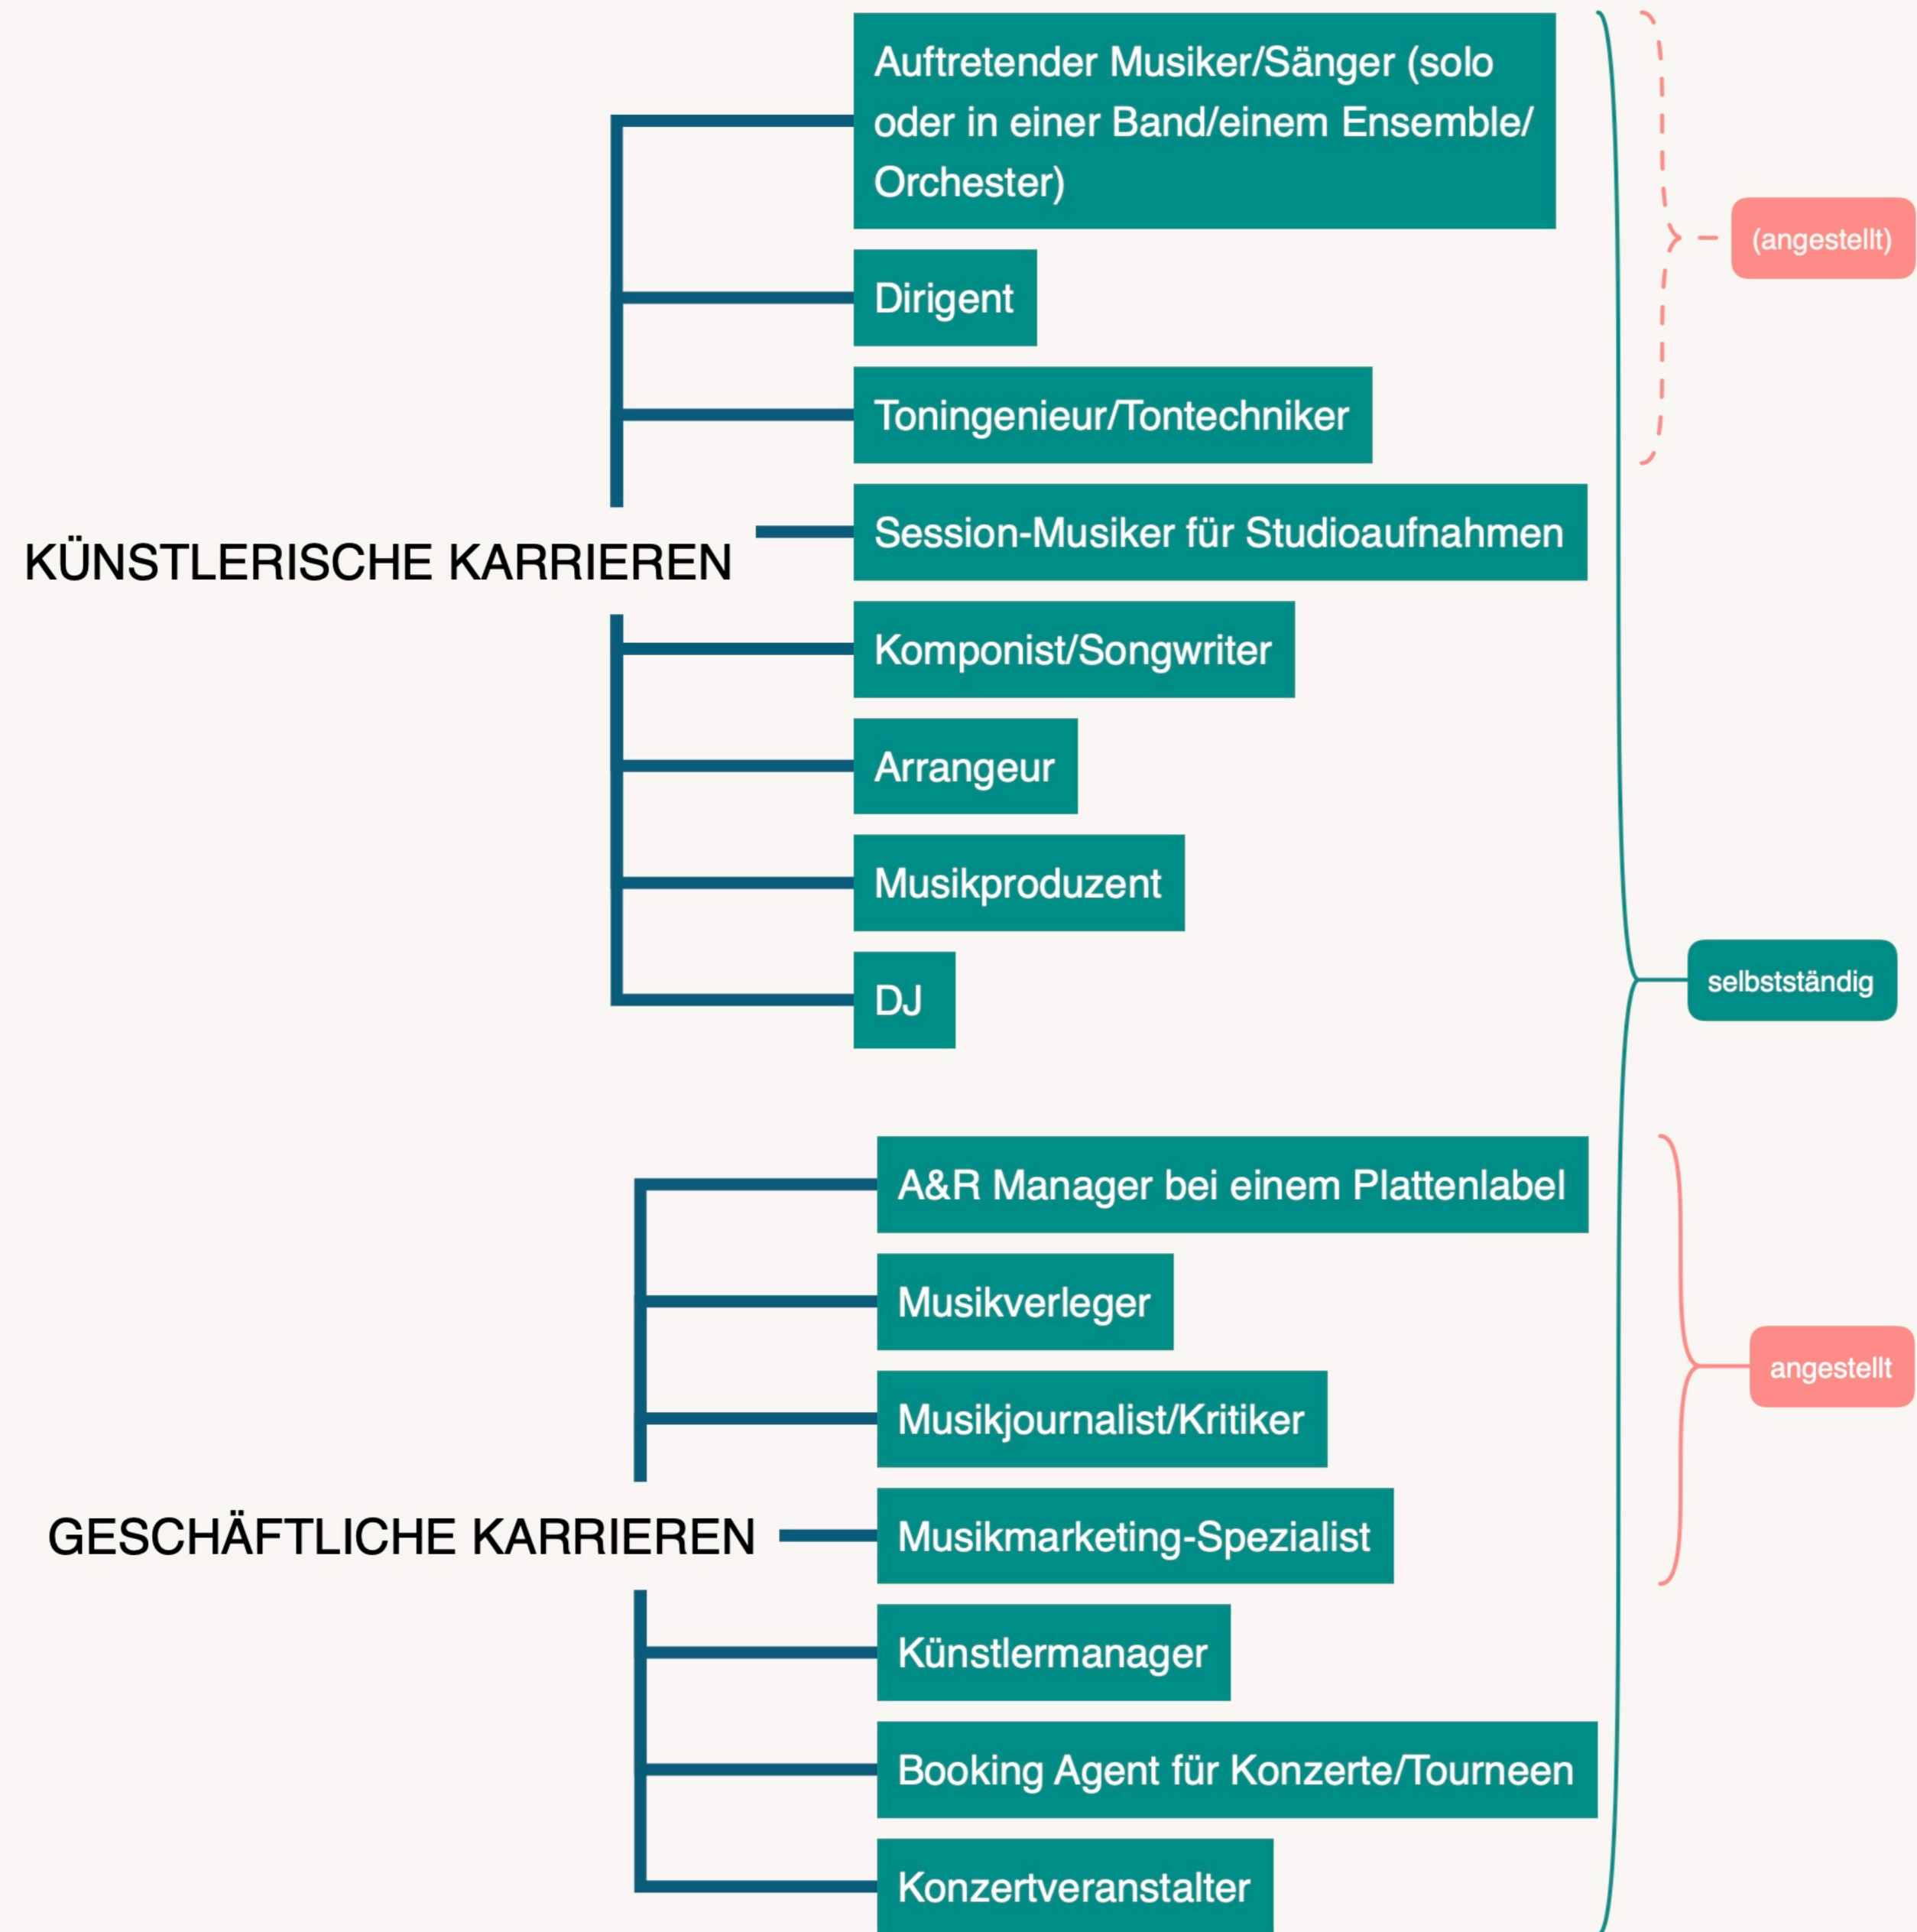 Auftretender Musiker/Sänger (solo
oder in einer Band/einem Ensemble/
Orchester)
(angestellt)
Dirigent
Toningenieur/Tontechniker
Session-Musiker für Studioaufnahmen
KÜNSTLERISCHE KARRIEREN
Komponist/Songwriter
Arrangeur
Musikproduzent
selbstständig
DJ
A&R Manager bei einem Plattenlabel
Musikverleger
angestellt
Musikjournalist/Kritiker
GESCHÄFTLICHE KARRIEREN
Musikmarketing-Spezialist
Künstlermanager
Booking Agent für Konzerte/Tourneen
Konzertveranstalter